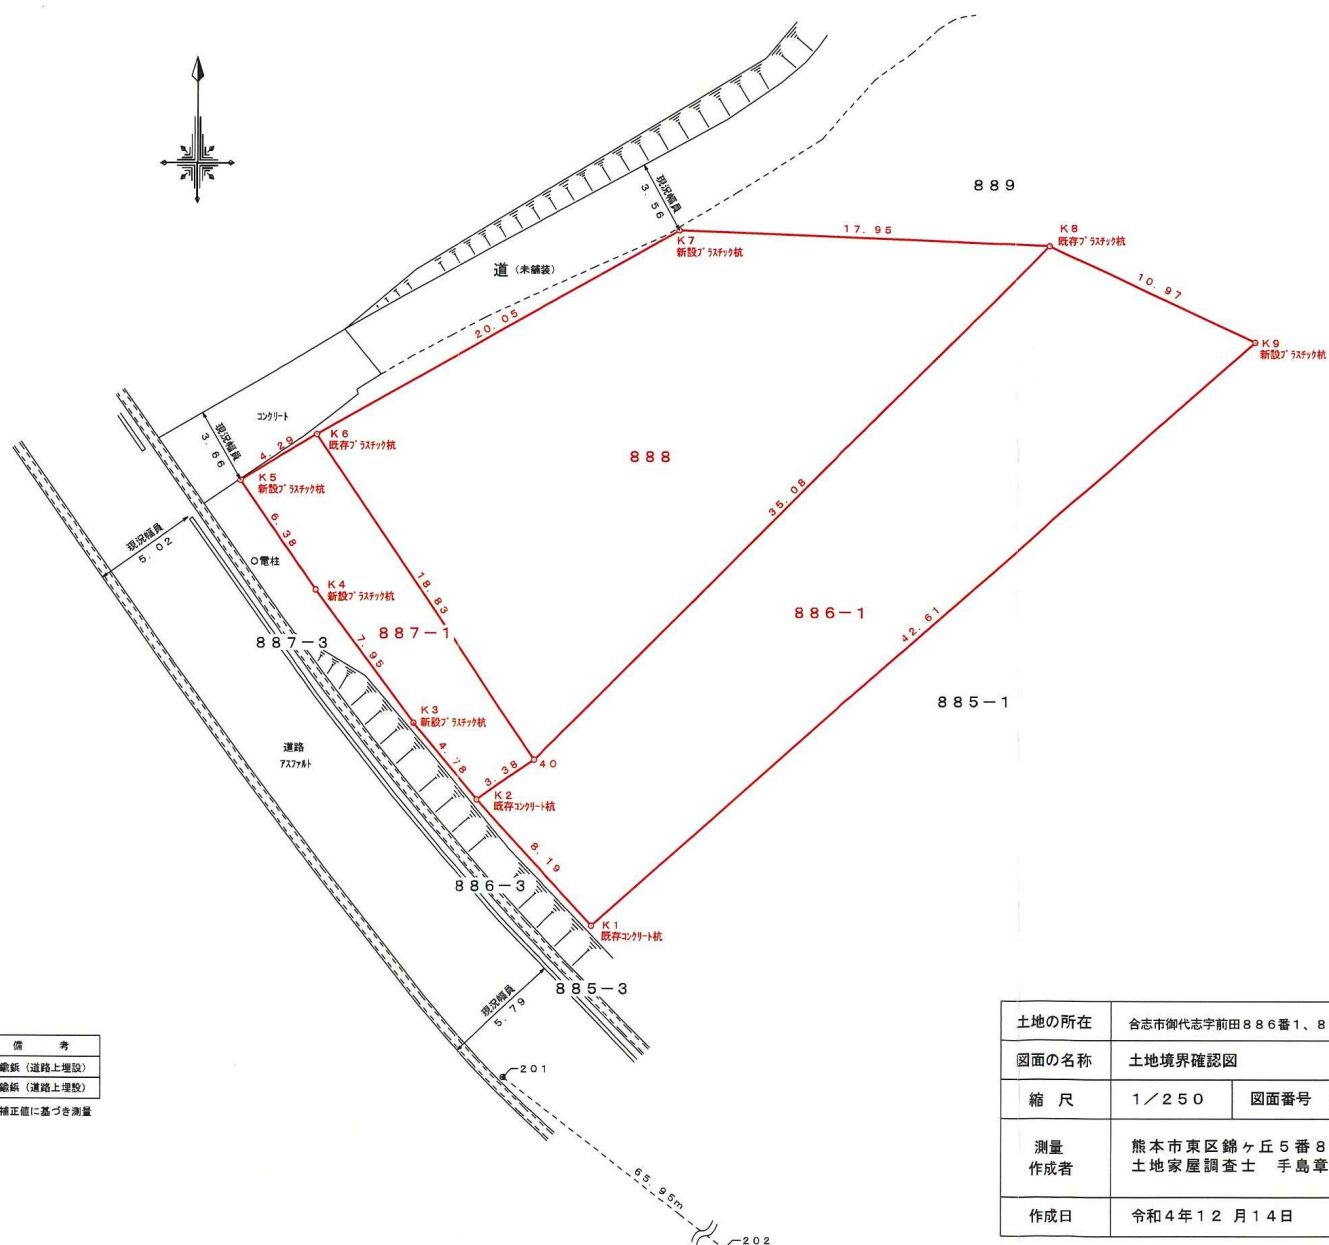 889
現況幅員
3.56
K7
新設プラスチック杭
17.95
K8
既存プラスチック杭
10.97
K9
新設プラスチック杭
道(未舗装)
20.05
コンクリート
現況幅員
3.66
4.29
K6
既存プラスチック杭
K5
新設プラスチック杭
888
35.08
6.38
現況幅員
5.02
電柱
K4
新設プラスチック杭
18.83
886-1
42.61
887-3
887-1
7.95
885-1
K3
新設プラスチック杭
道路
アスファルト
4.78
3.38
40
K2
既存コンクリート杭
8.19
886-3
K1
既存コンクリート杭
885-3
現況幅員
5.79
201
65.95m
202
備 考
鋲(道路上埋設)
鋲(道路上埋設)
補正値に基づき測量
土地の所在 合志市御代志字前田886番1、8
図面の名称 土地境界確認図
縮 尺 1/250 図面番号
測量
作成者
熊本市東区錦ヶ丘5番8
土地家屋調査士 手島章
作成日 令和4年12月14日